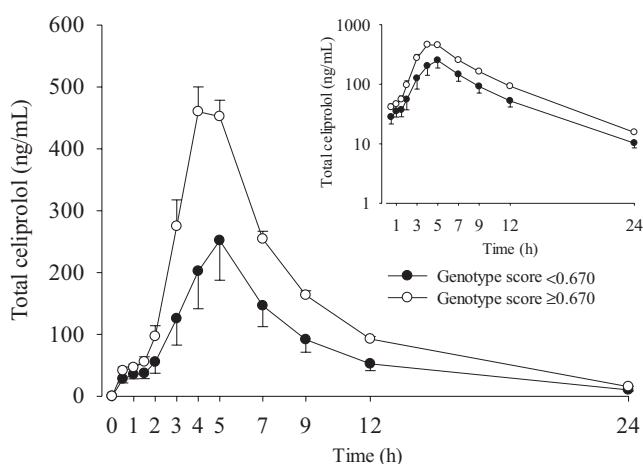 600
500
400
300
200
100
0
Total celiprolol (ng/mL)
0 1 2 3 4 5 7 9 12 24
Time (h)
1000
100
10
1
Total celiprolol (ng/mL)
1 3 5 7 9 12 24
Time (h)
Genotype score <0.670
Genotype score ≥0.670